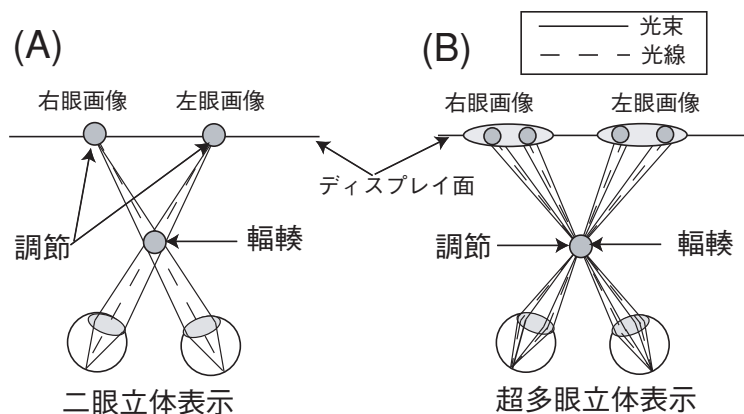 (A)
(B)
光束
光線
右眼画像
左眼画像
右眼画像
左眼画像
ディスプレイ面
調節
輻輳
調節
輻輳
二眼立体表示
超多眼立体表示